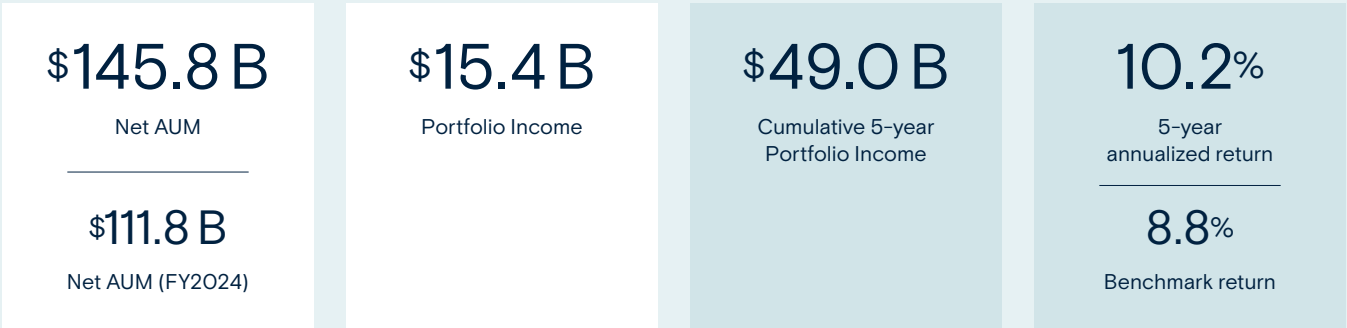 $145.8 B
Net AUM
$111.8 B
Net AUM (FY2024)
$15.4 B
Portfolio Income
$49.0 B
Cumulative 5-year
Portfolio Income
10.2%
5-year
annualized return
8.8%
Benchmark return